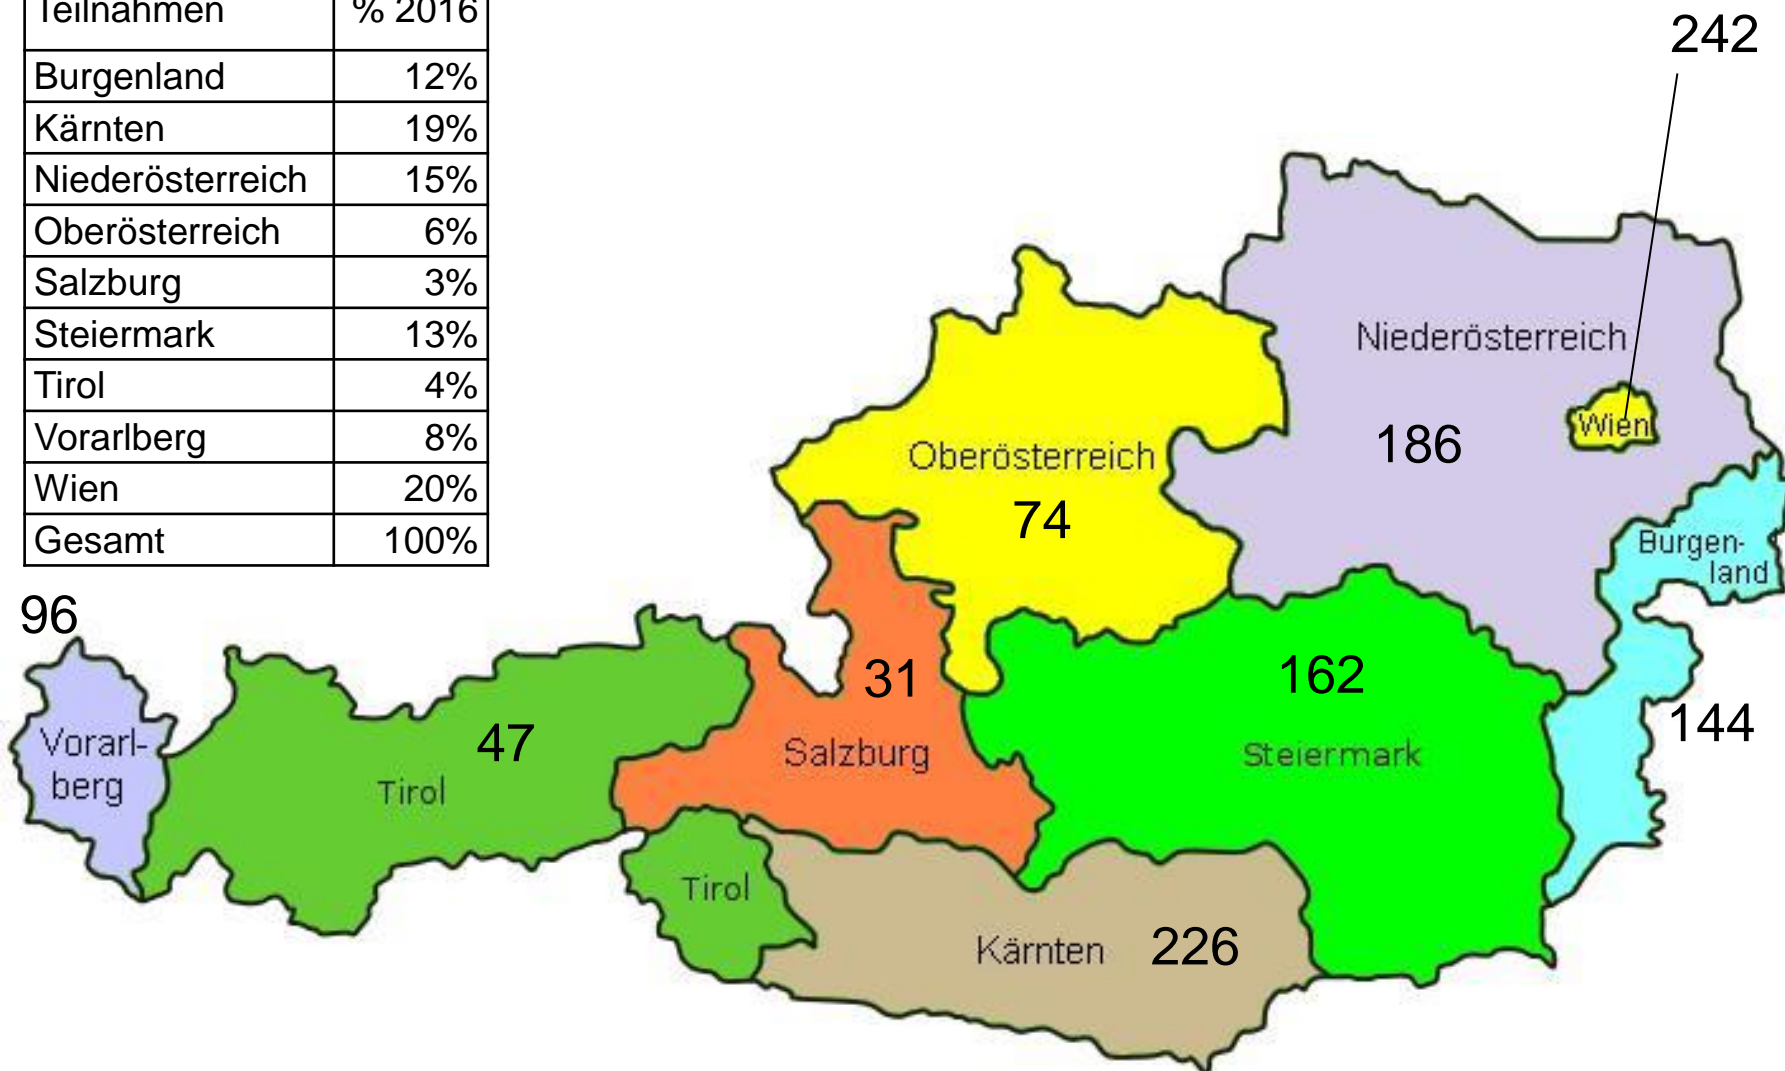 Teilnahmen % 2016
Burgenland 12%
Kärnten 19%
Niederösterreich 15%
Oberösterreich 6%
Salzburg 3%
Steiermark 13%
Tirol 4%
Vorarlberg 8%
Wien 20%
Gesamt 100%
242
Niederösterreich
Wien
186
Oberösterreich
74
Burgen-
land
96
31
162
144
Vorarl-
berg
47
Tirol
Salzburg
Steiermark
Tirol
Kärnten 226